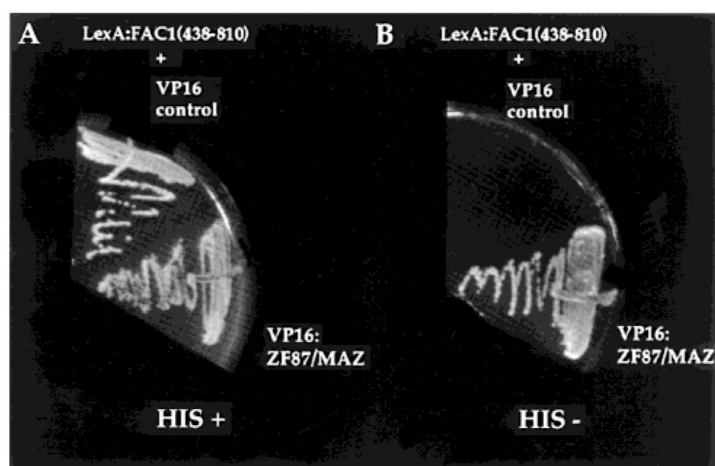 A
LexA:FAC1(438-810)
+
VP16
control
VP16:
ZF87/MAZ
HIS +
B
LexA:FAC1(438-810)
+
VP16
control
VP16:
ZF87/MAZ
HIS -